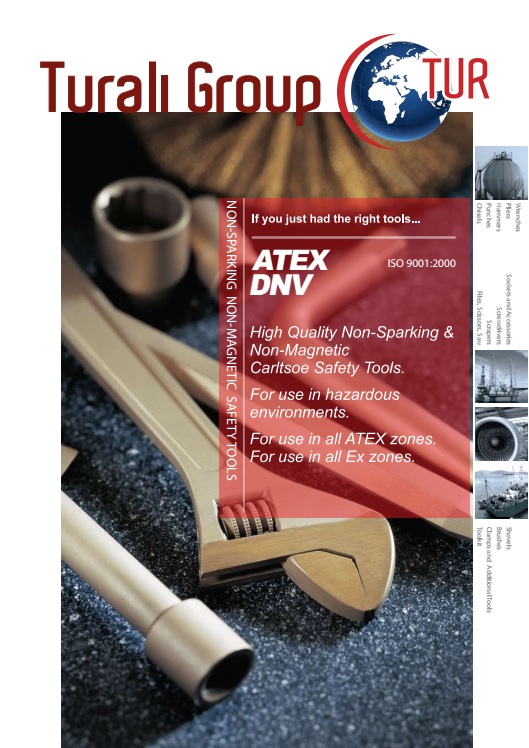 Turalı Group
TUR
If you just had the right tools...
ATEX
DNV
ISO 9001:2000
High Quality Non-Sparking &
Non-Magnetic
Carltsoe Safety Tools.
For use in hazardous
environments.
For use in all ATEX zones.
For use in all Ex zones.
NON-SPARKING NON-MAGNETIC SAFETY TOOLS
Wrenches
Pliers
Hammers
Punches
Chisels
Sockets and Accessories
Screwdrivers
Scrapers
Files, Scissors, Saw
Shovels
Brushes
Clamps and Additional Tools
Toolkit